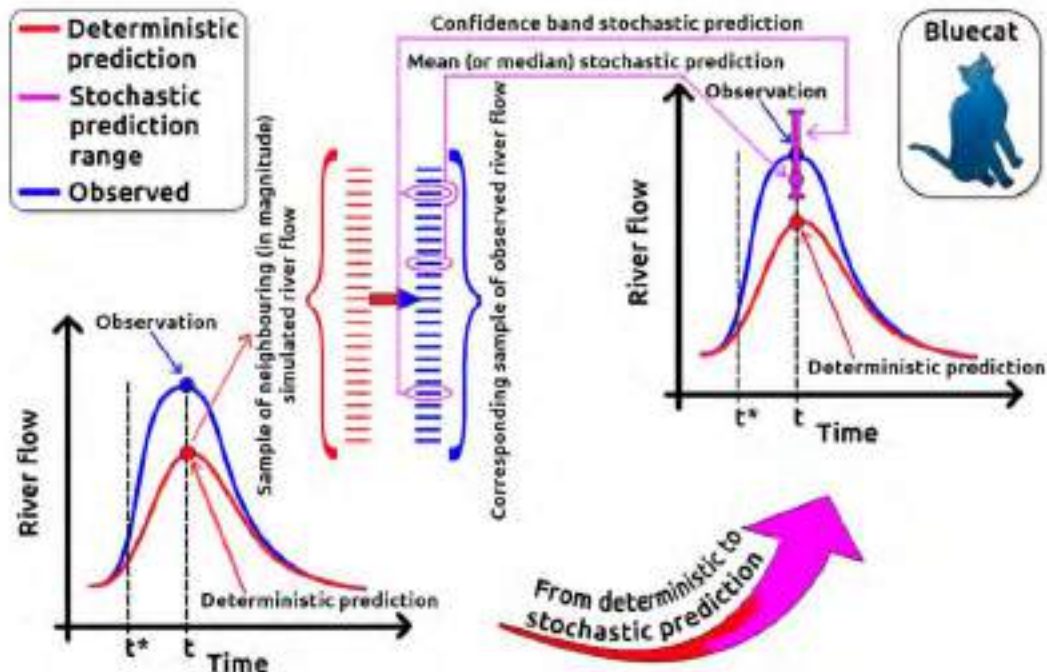 Deterministic
prediction
Stochastic
prediction
range
Observed
Confidence band stochastic prediction
Mean (or median) stochastic prediction
Observation
Bluecat
Sample of neighbouring (in magnitude)
simulated river flow
Corresponding sample of observed river flow
River flow
Deterministic prediction
t*
t
Time
Observation
River flow
Deterministic prediction
t*
t
Time
From deterministic to
stochastic prediction